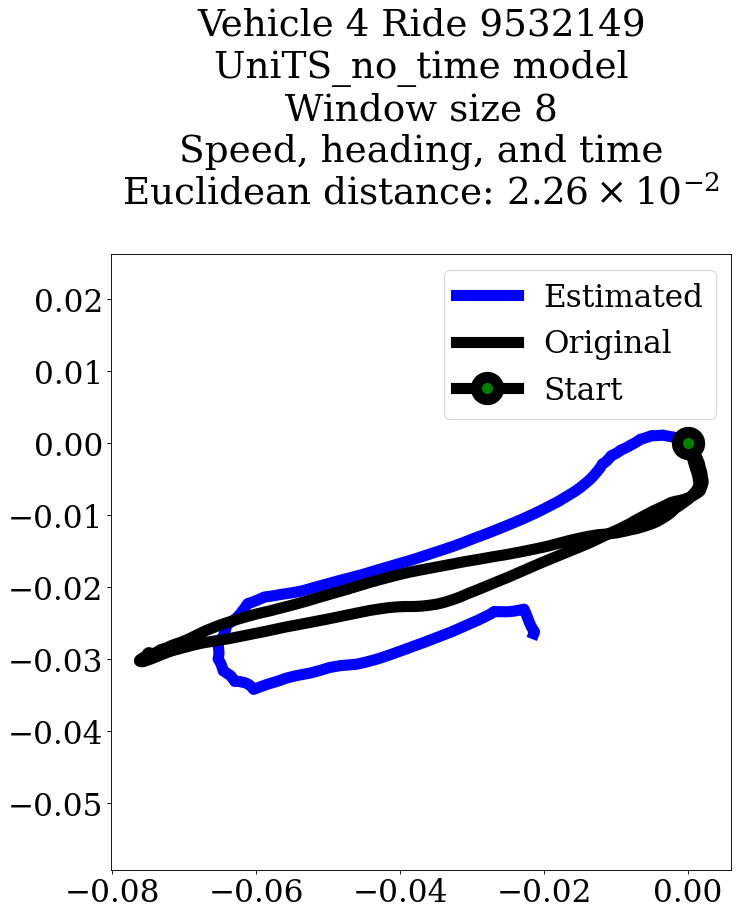 Vehicle 4 Ride 9532149
UniTS_no_time model
Window size 8
Speed, heading, and time
Euclidean distance: 2.26 × 10⁻²
Estimated
Original
Start
0.02
0.01
0.00
−0.01
−0.02
−0.03
−0.04
−0.05
−0.08 −0.06 −0.04 −0.02 0.00